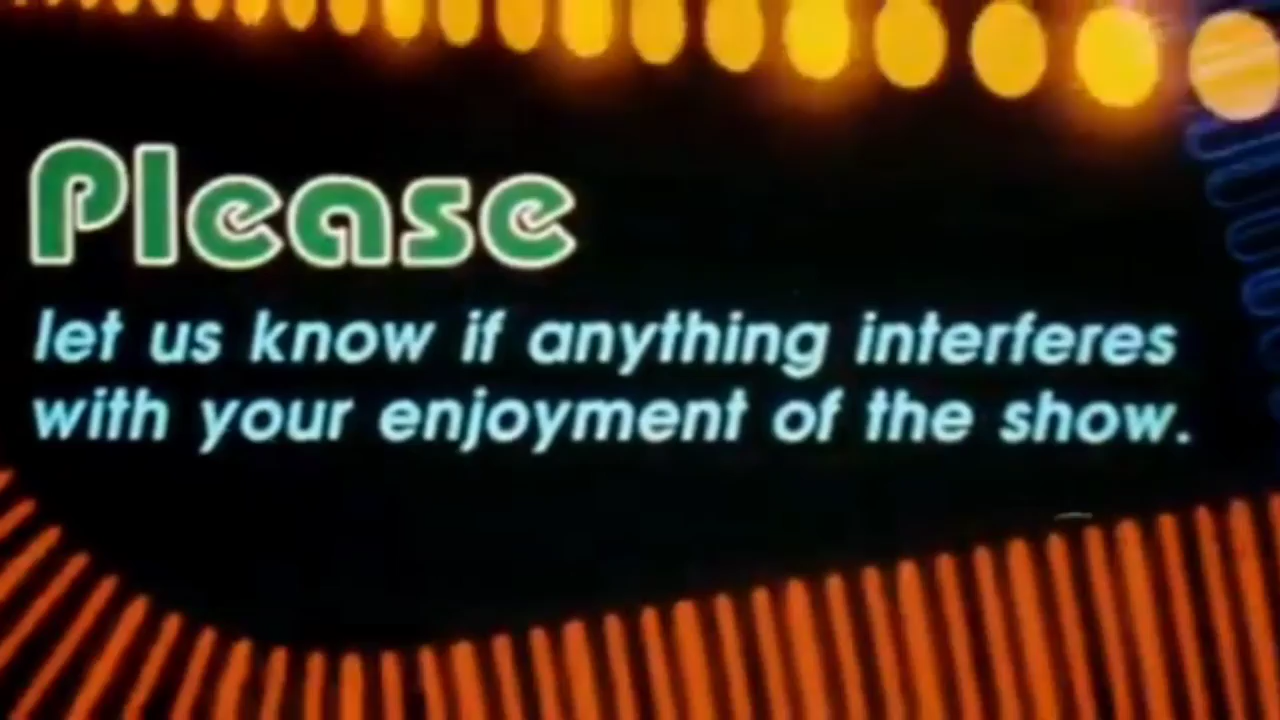 Please
let us know if anything interferes
with your enjoyment of the show.